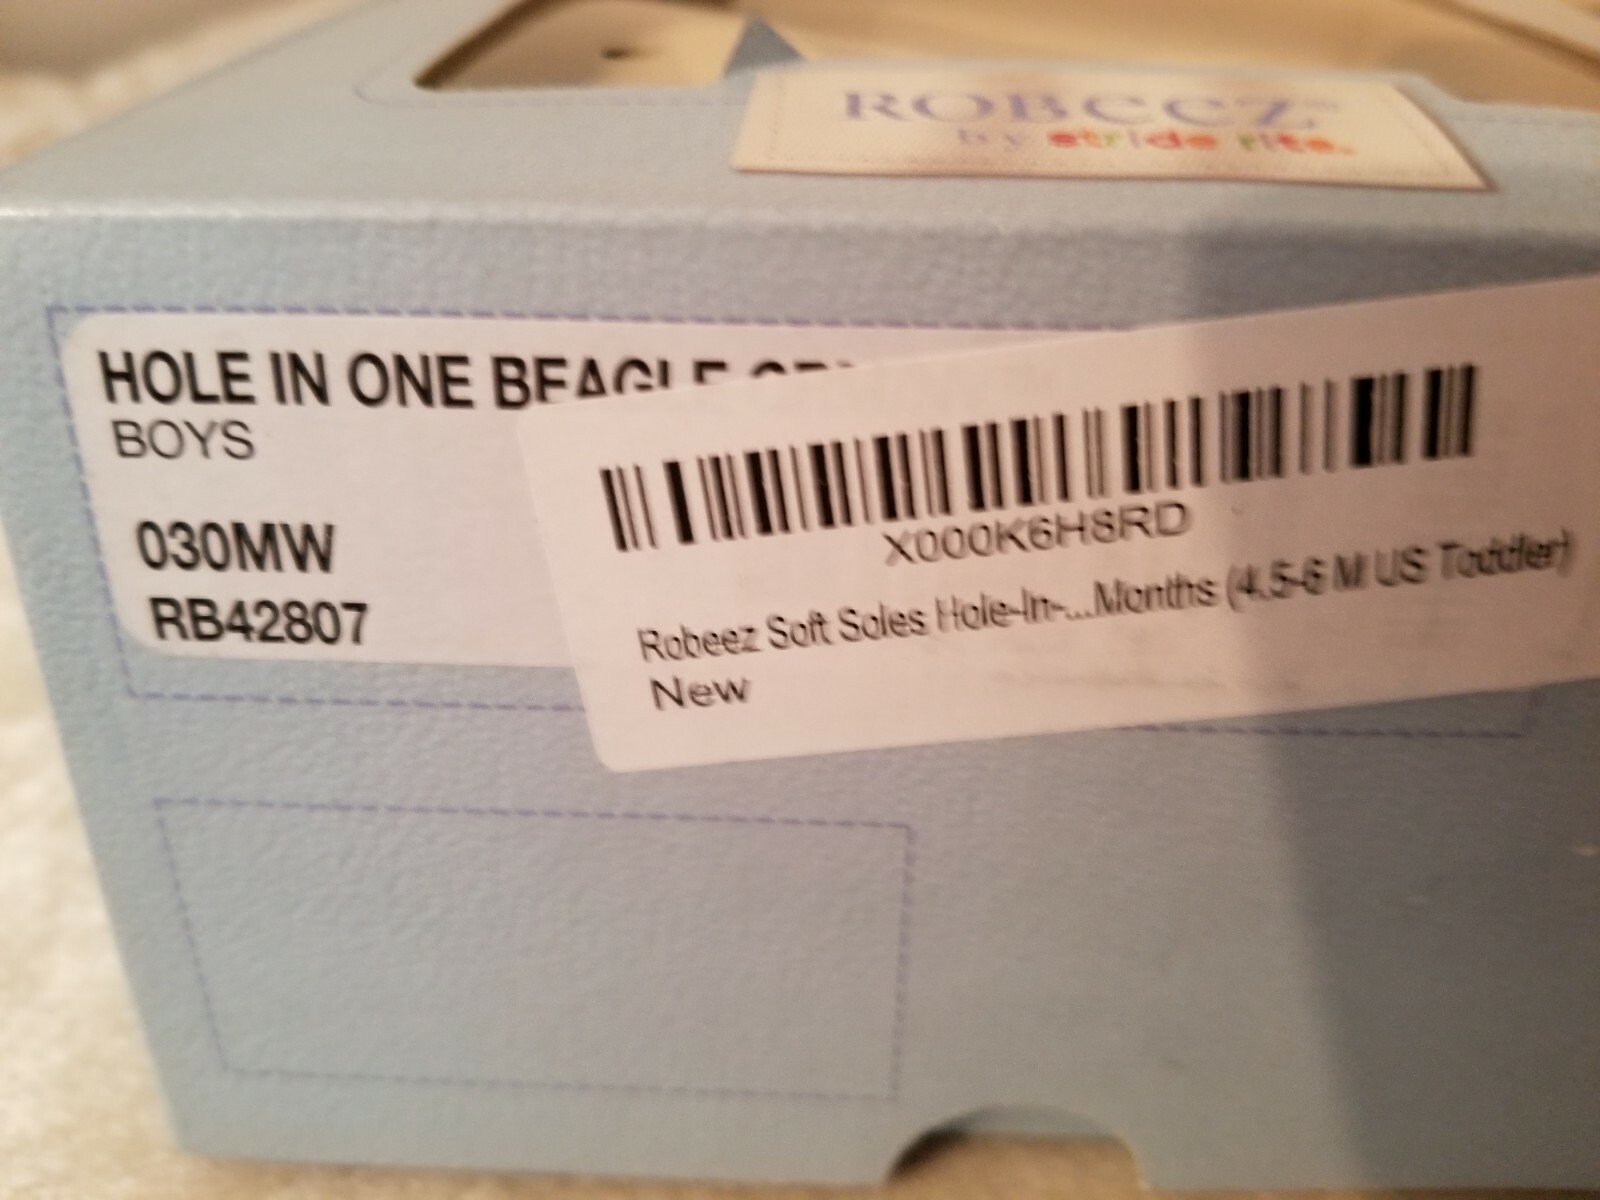 ROBEEZ™
by stride rite.
HOLE IN ONE BEAGLE
BOYS
030MW
RB42807
X000K6H8RD
Robeez Soft Soles Hole-In-...Months (4.5-6 M US Toddler)
New